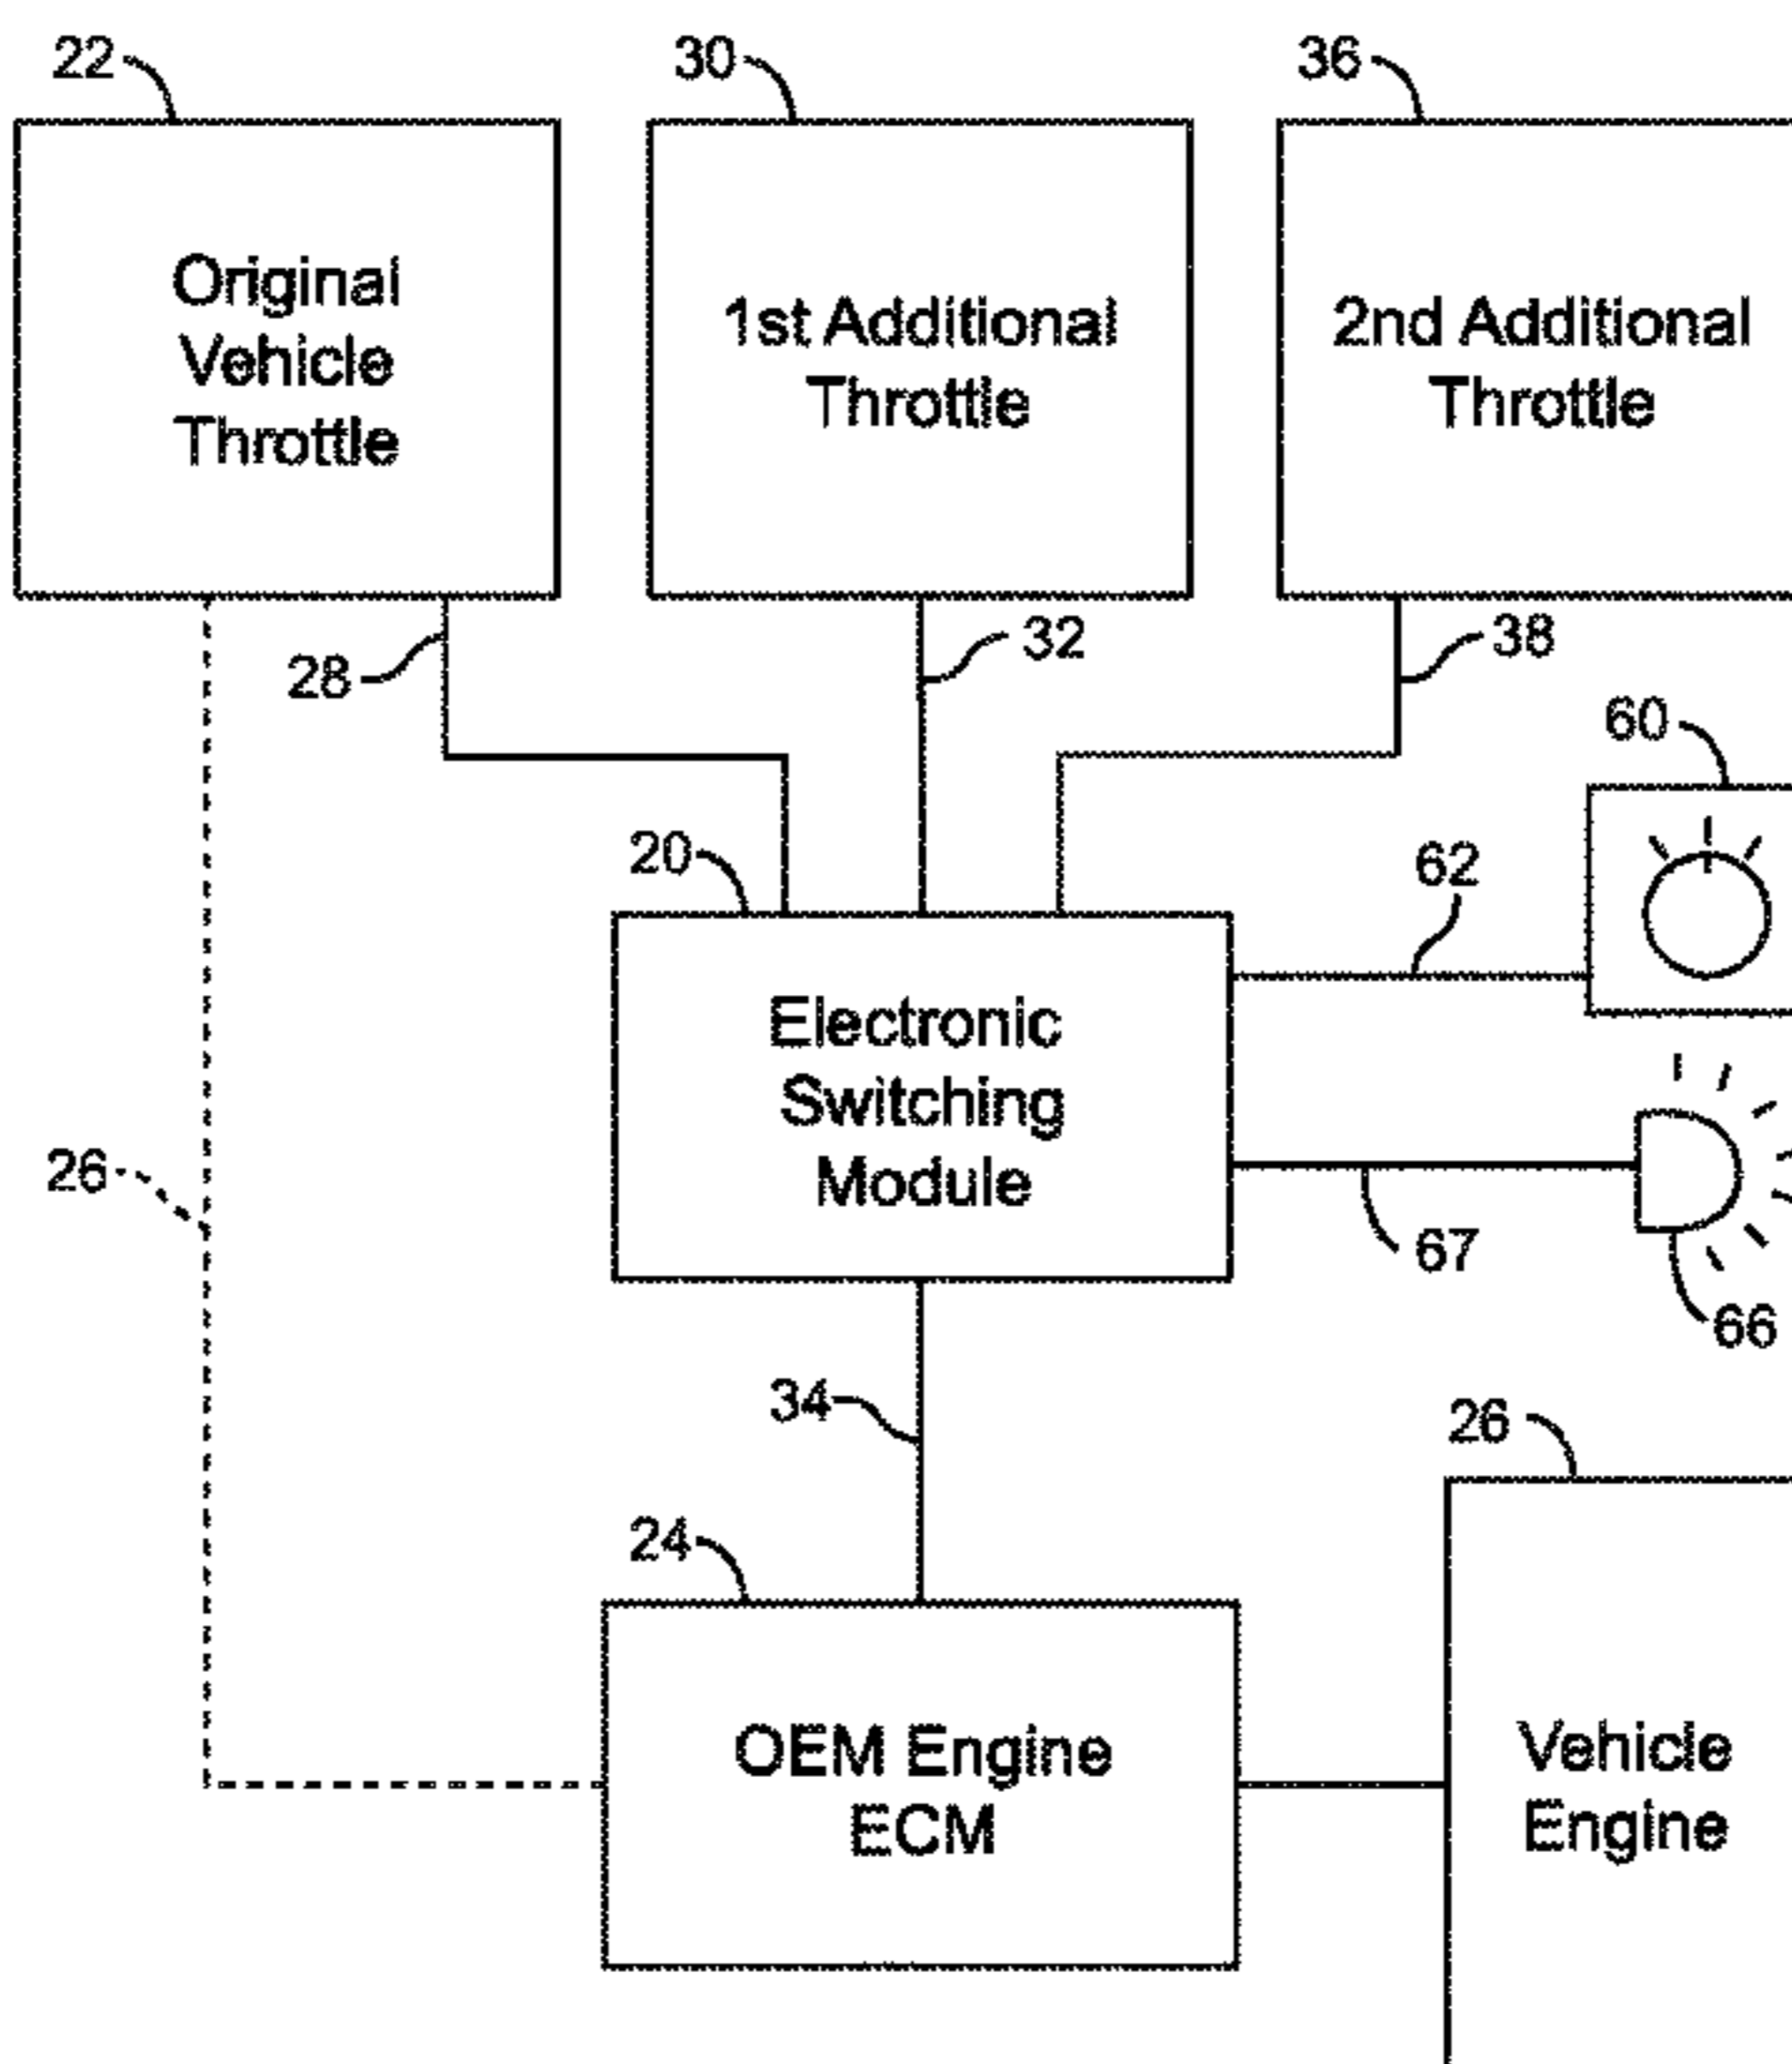 22
30
36
Original
Vehicle
Throttle
1st Additional
Throttle
2nd Additional
Throttle
28
32
38
60
20
62
Electronic
Switching
Module
26
67
66
34
26
24
OEM Engine
ECM
Vehicle
Engine